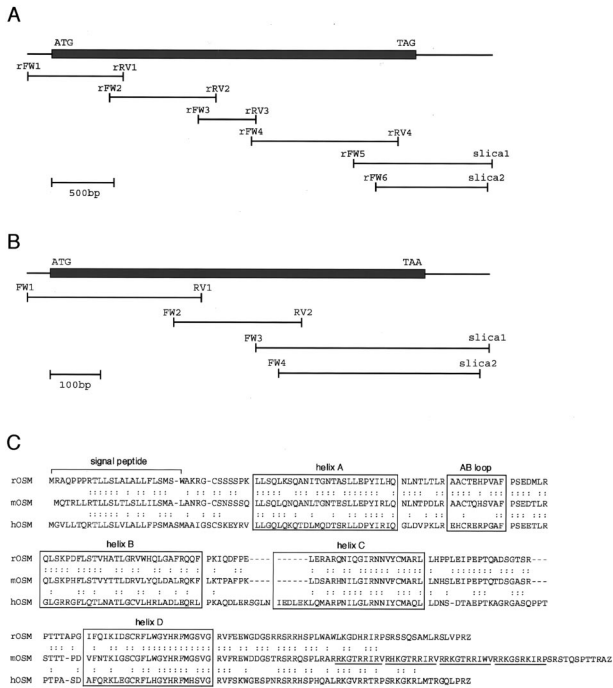 A
ATG TAG
rFW1 rRV1
rFW2 rRV2
rFW3 rRV3
rFW4 rRV4
rFW5 slica1
rFW6 slica2
500bp
B
ATG TAA
FW1 RV1
FW2 RV2
FW3 slica1
FW4 slica2
100bp
C
signal peptide helix A AB loop
rOSM MRAQPPPRTLLSLALALLFLSMS-WAKRG-CSSSSPK LLSQLKSQANITGNTASLLEPYILHQ NLNTLTLR AACTEHPVAF PSEDMLR
mOSM MQTRLLRTLLSLTLSLLILSMA-LANRG-CSNSSSQ LLSQLQNQANLTGNTESLLEPYIRLQ NLNTPDLR AACTQHSVAF PSEDTLR
hOSM MGVLLTQRTLLSLVLALLFPSMASMAAIGSCSKEYRV LLGQLQKQTDLMQDTSRLLDPYIRIQ GLDVPKLR EHCRERPGAF PSEETLR
helix B helix C
rOSM QLSKPDFLSTVHATLGRVWHQLGAFRQQF PKIQDFPE---- -----LERARQNIQGIRNNVYCMARL LHPPLEIPEPTQADSGTSR---
mOSM QLSKPHFLSTVYTTLDRVLYQLDALRQKF LKTPAFPK---- -----LDSARHNILGIRNNVFCMARL LNHSLEIPEPTQTDSGASR---
hOSM GLGRRGFLQTLNATLGCVLHRLADLEQRL PKAQDLERSGLN IEDLEKLQMARPNILGLRNNIYCMAQL LDNS-DTAEPTKAGRGASQPPT
helix D
rOSM PTTTAPG IFQIKIDSCRFLWGYHRFMGSVG RVFEEWGDGSRRSRRHSPLWAWLKGDHRIRPSRSSQSAMLRSLVPRZ
mOSM STTT-PD VFNTKIGSCGFLWGYHRFMGSVG RVFREWDDGSTRSRRQSPLRARRKGTRRIRVRHKGTRRIRVRRKGTRRIWVRRKGSRKIRPSRSTQSPTTRAZ
hOSM PTPA-SD AFQRKLEGCRFLHGYHRFMHSVG RVFSKWGESPNRSRRHSPHQALRKGVRRTRPSRKGKRLMTRGQLPRZ